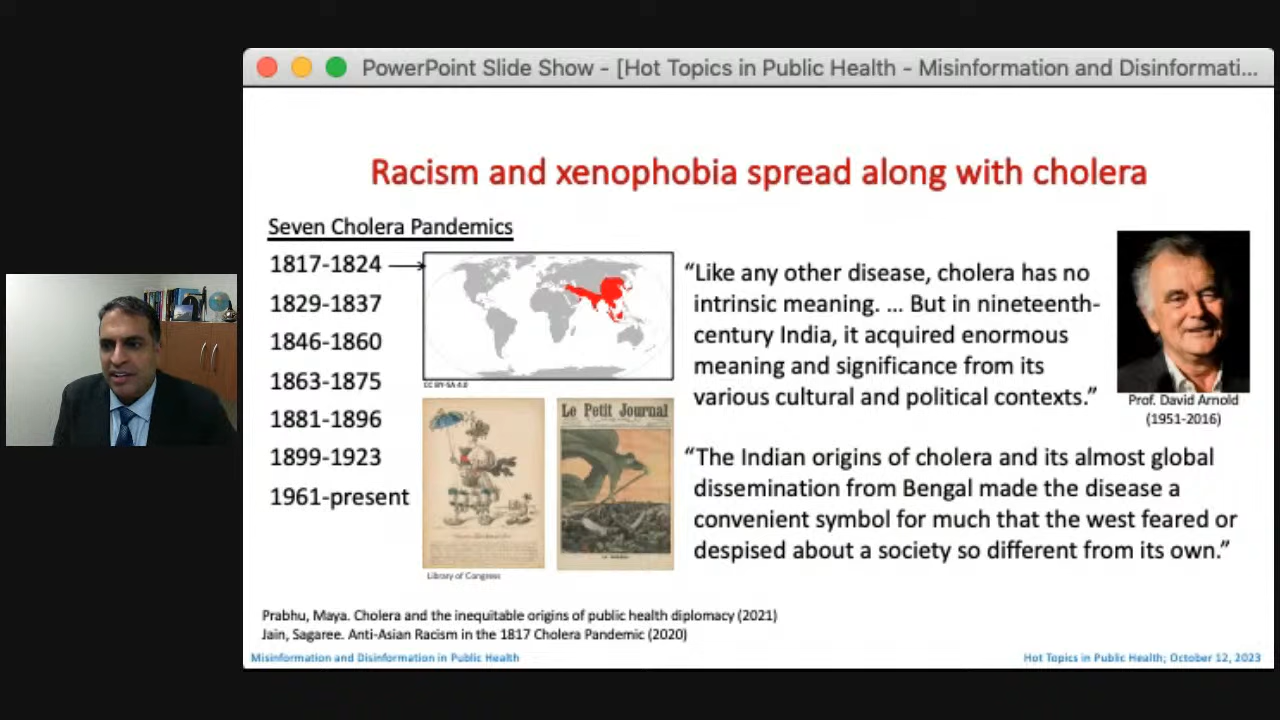 PowerPoint Slide Show - [Hot Topics in Public Health - Misinformation and Disinformati...
Racism and xenophobia spread along with cholera
Seven Cholera Pandemics
1817-1824
1829-1837
1846-1860
1863-1875
1881-1896
1899-1923
1961-present
CC BY-SA 4.0
Le Petit Journal
Library of Congress
“Like any other disease, cholera has no
intrinsic meaning. ... But in nineteenth-
century India, it acquired enormous
meaning and significance from its
various cultural and political contexts.”
Prof. David Arnold
(1951-2016)
“The Indian origins of cholera and its almost global
dissemination from Bengal made the disease a
convenient symbol for much that the west feared or
despised about a society so different from its own.”
Prabhu, Maya. Cholera and the inequitable origins of public health diplomacy (2021)
Jain, Sagaree. Anti-Asian Racism in the 1817 Cholera Pandemic (2020)
Misinformation and Disinformation in Public Health
Hot Topics in Public Health; October 12, 2023